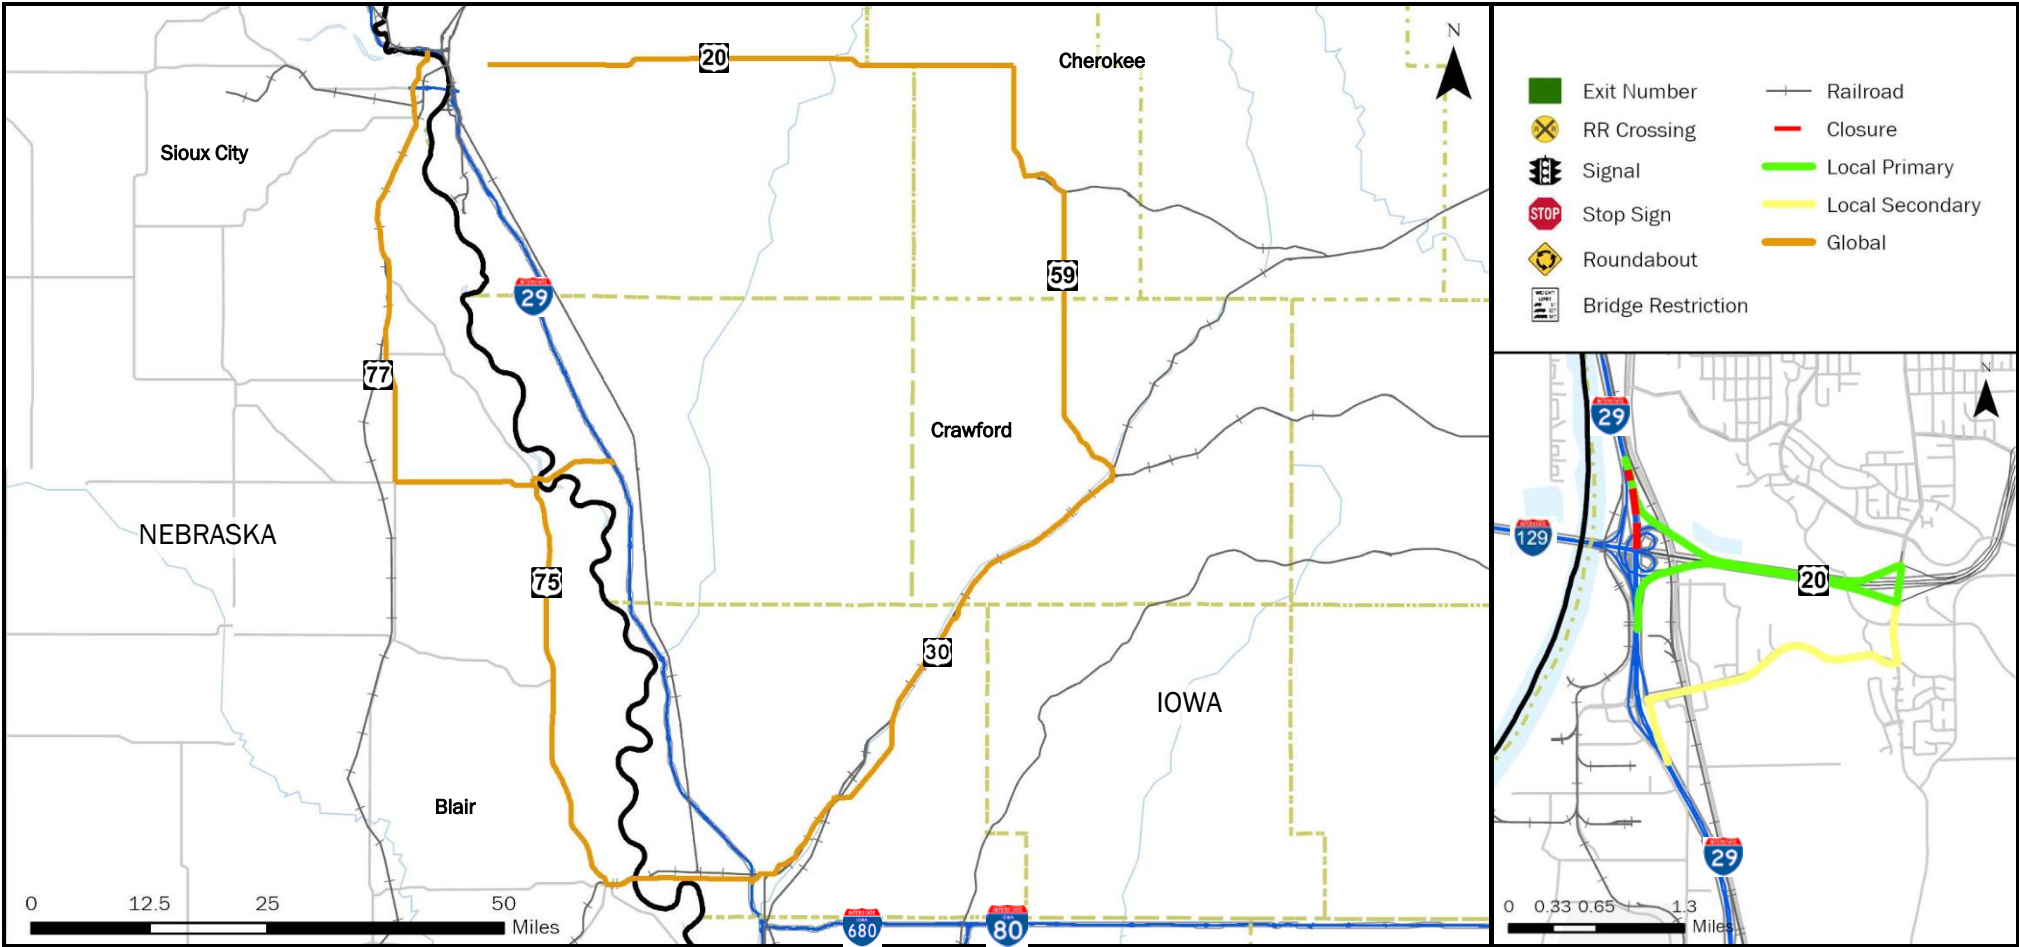 20
Cherokee
N
Sioux City
59
29
77
Crawford
NEBRASKA
75
30
IOWA
Blair
0 12.5 25 50
Miles
680
80
Exit Number
RR Crossing
Signal
STOP
Stop Sign
Roundabout
Bridge Restriction
Railroad
Closure
Local Primary
Local Secondary
Global
N
29
129
20
29
0 0.33 0.65 1.3
Miles